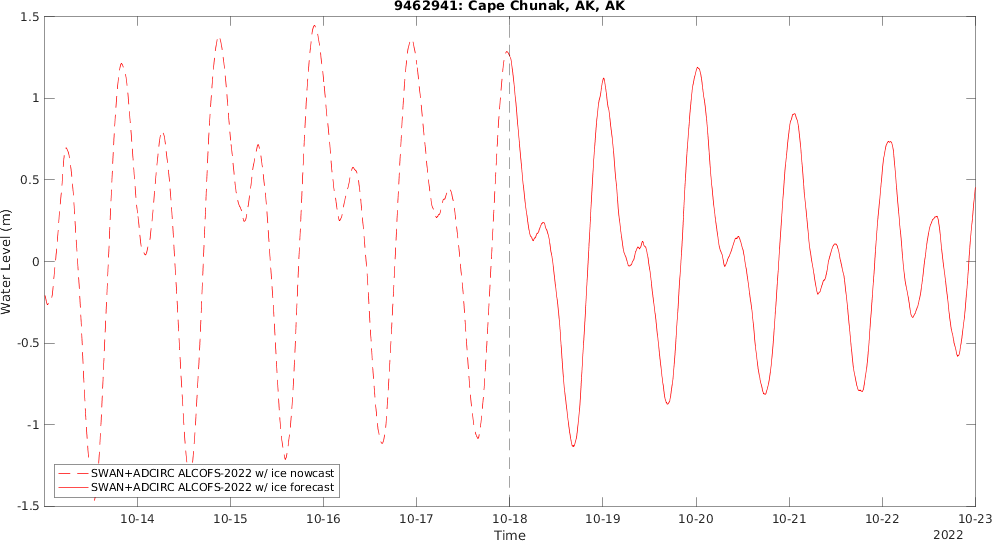 9462941: Cape Chunak, AK, AK
1.5
1
0.5
0
-0.5
-1
-1.5
Water Level (m)
SWAN+ADCIRC ALCOFS-2022 w/ ice nowcast
SWAN+ADCIRC ALCOFS-2022 w/ ice forecast
10-14 10-15 10-16 10-17 10-18 10-19 10-20 10-21 10-22 10-23
Time
2022